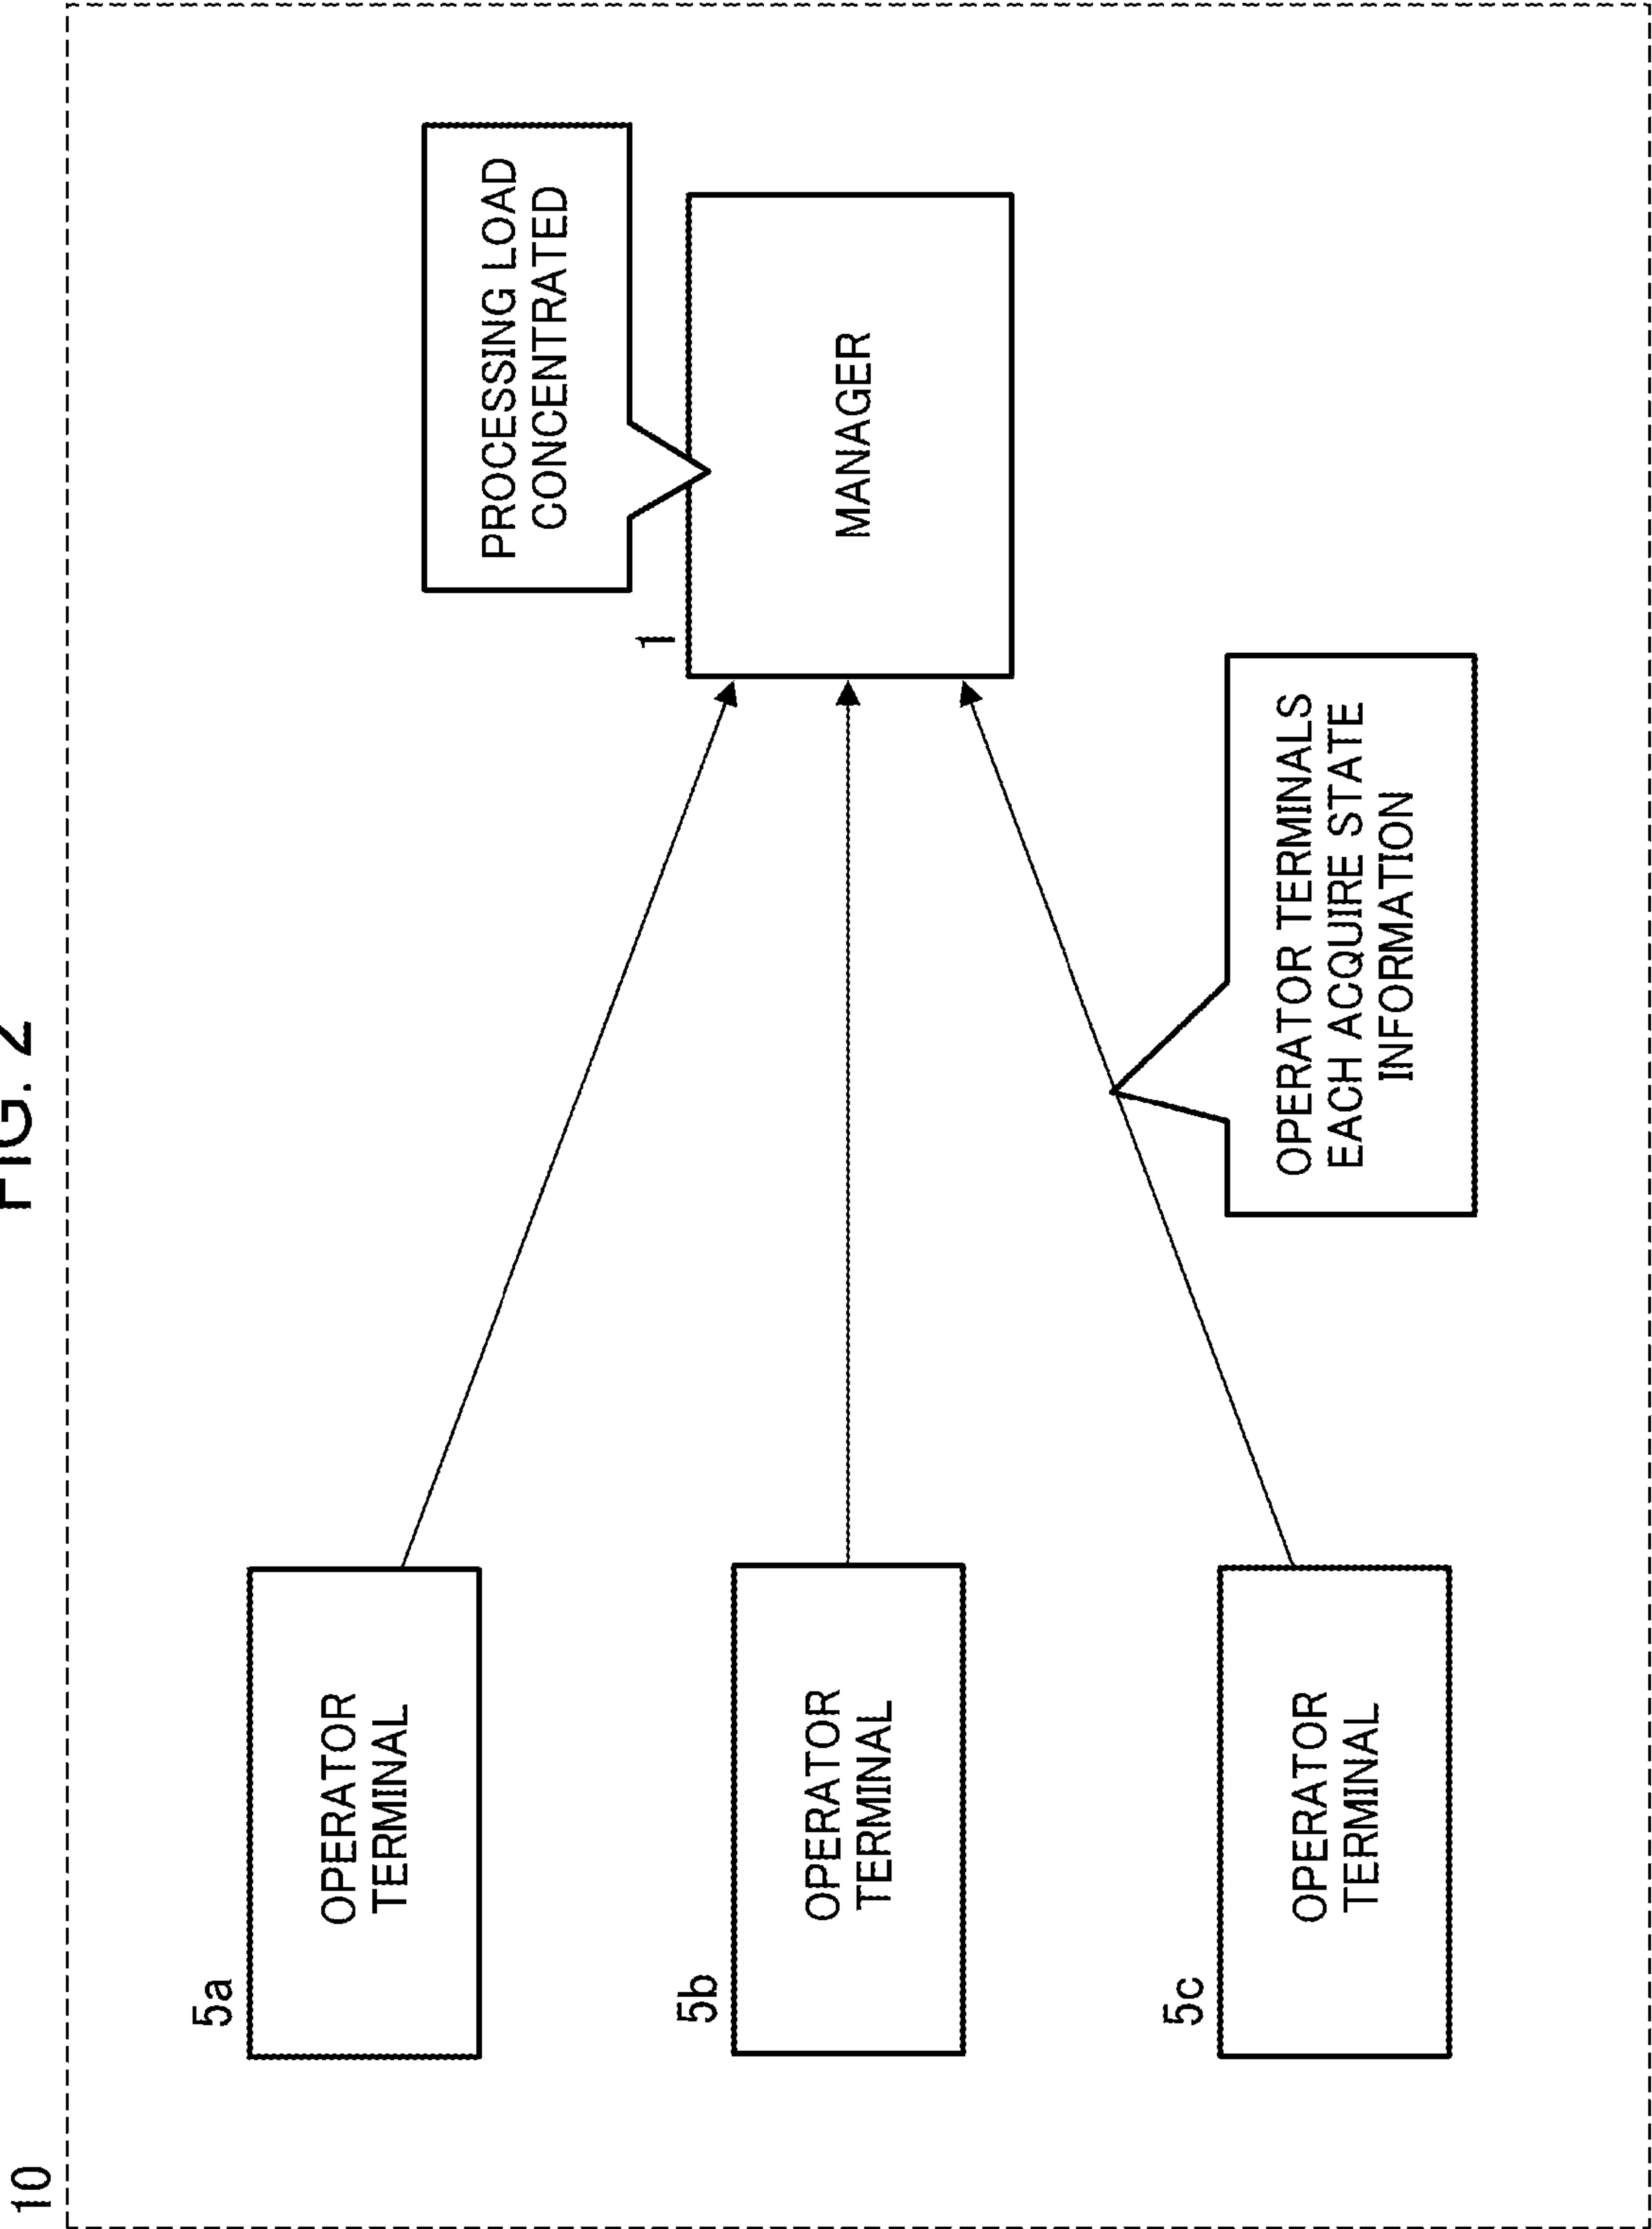 FIG. 2
10
PROCESSING LOAD
CONCENTRATED
5a
OPERATOR
TERMINAL
1
MANAGER
5b
OPERATOR
TERMINAL
5c
OPERATOR
TERMINAL
OPERATOR TERMINALS
EACH ACQUIRE STATE
INFORMATION